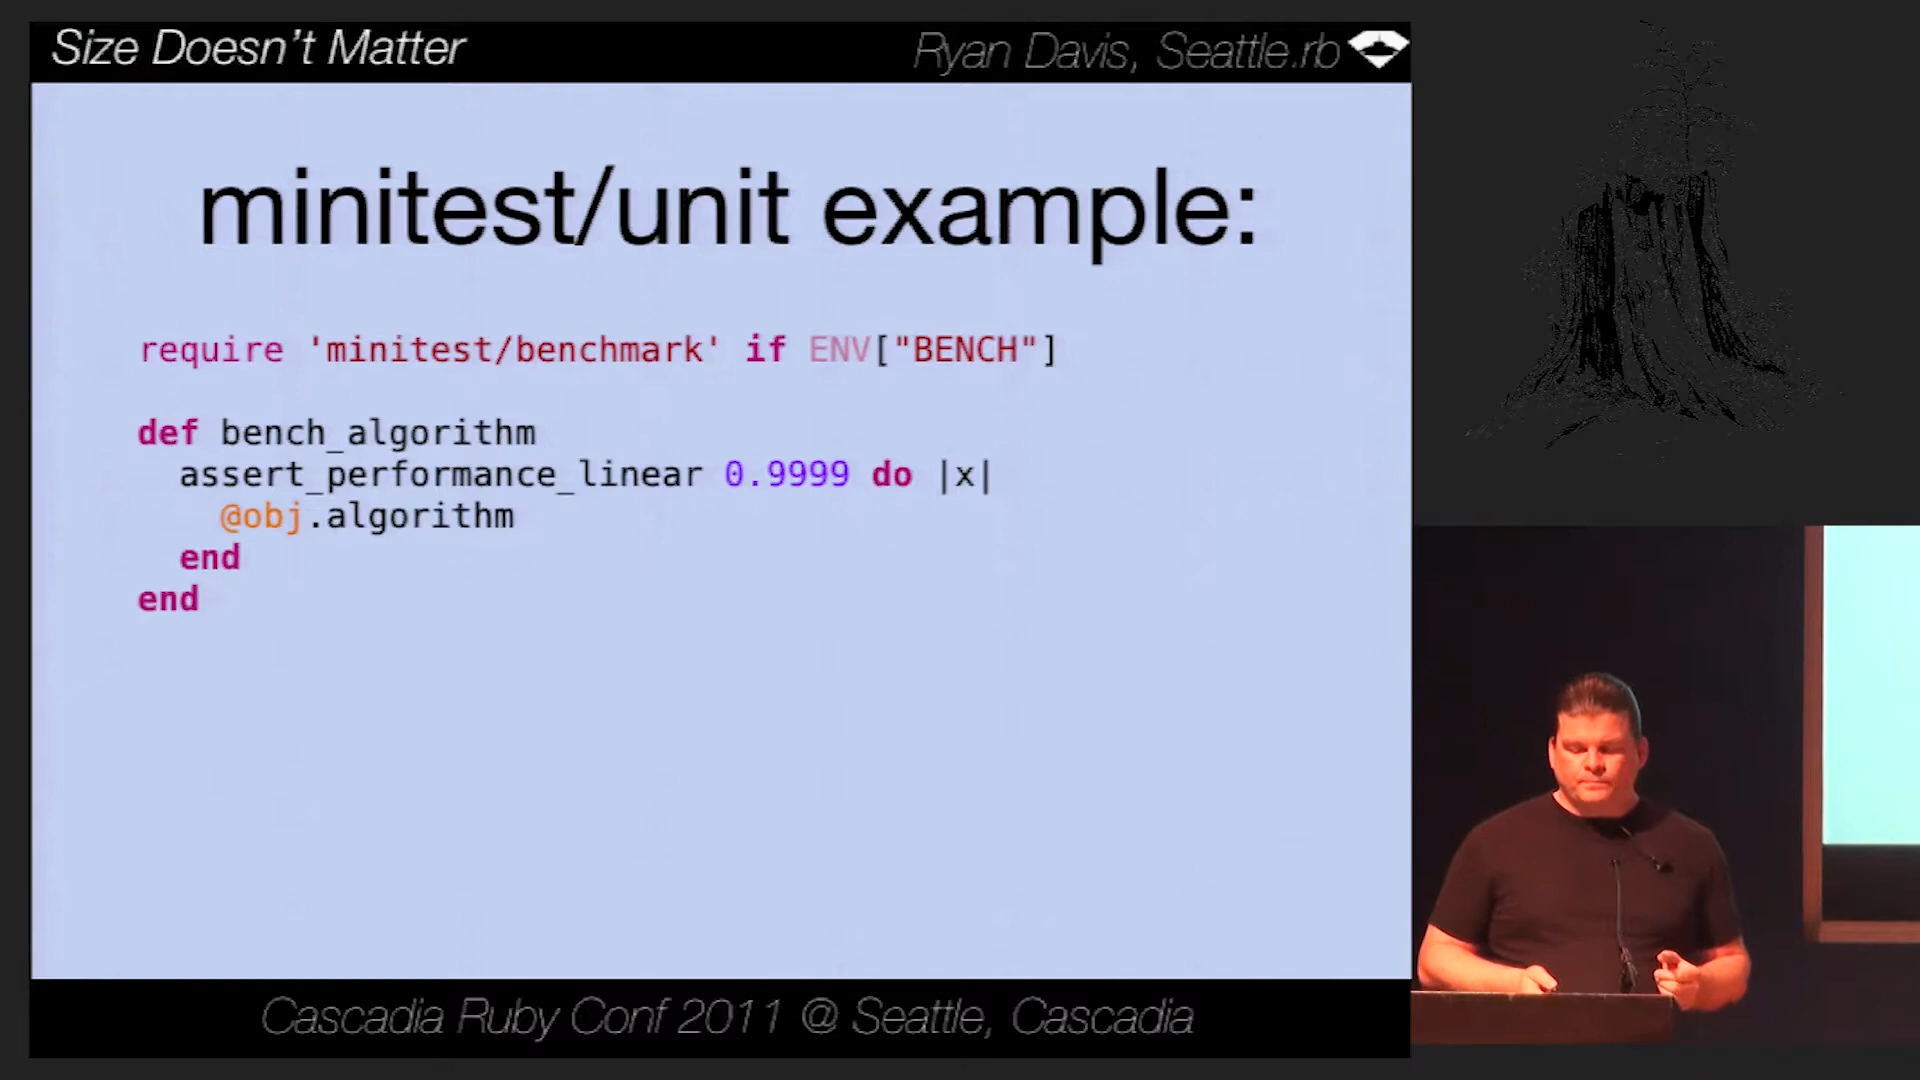 Size Doesn't Matter
Ryan Davis, Seattle.rb
minitest/unit example:
require 'minitest/benchmark' if ENV["BENCH"]
def bench_algorithm
assert_performance_linear 0.9999 do |x|
@obj.algorithm
end
end
Cascadia Ruby Conf 2011 @ Seattle, Cascadia